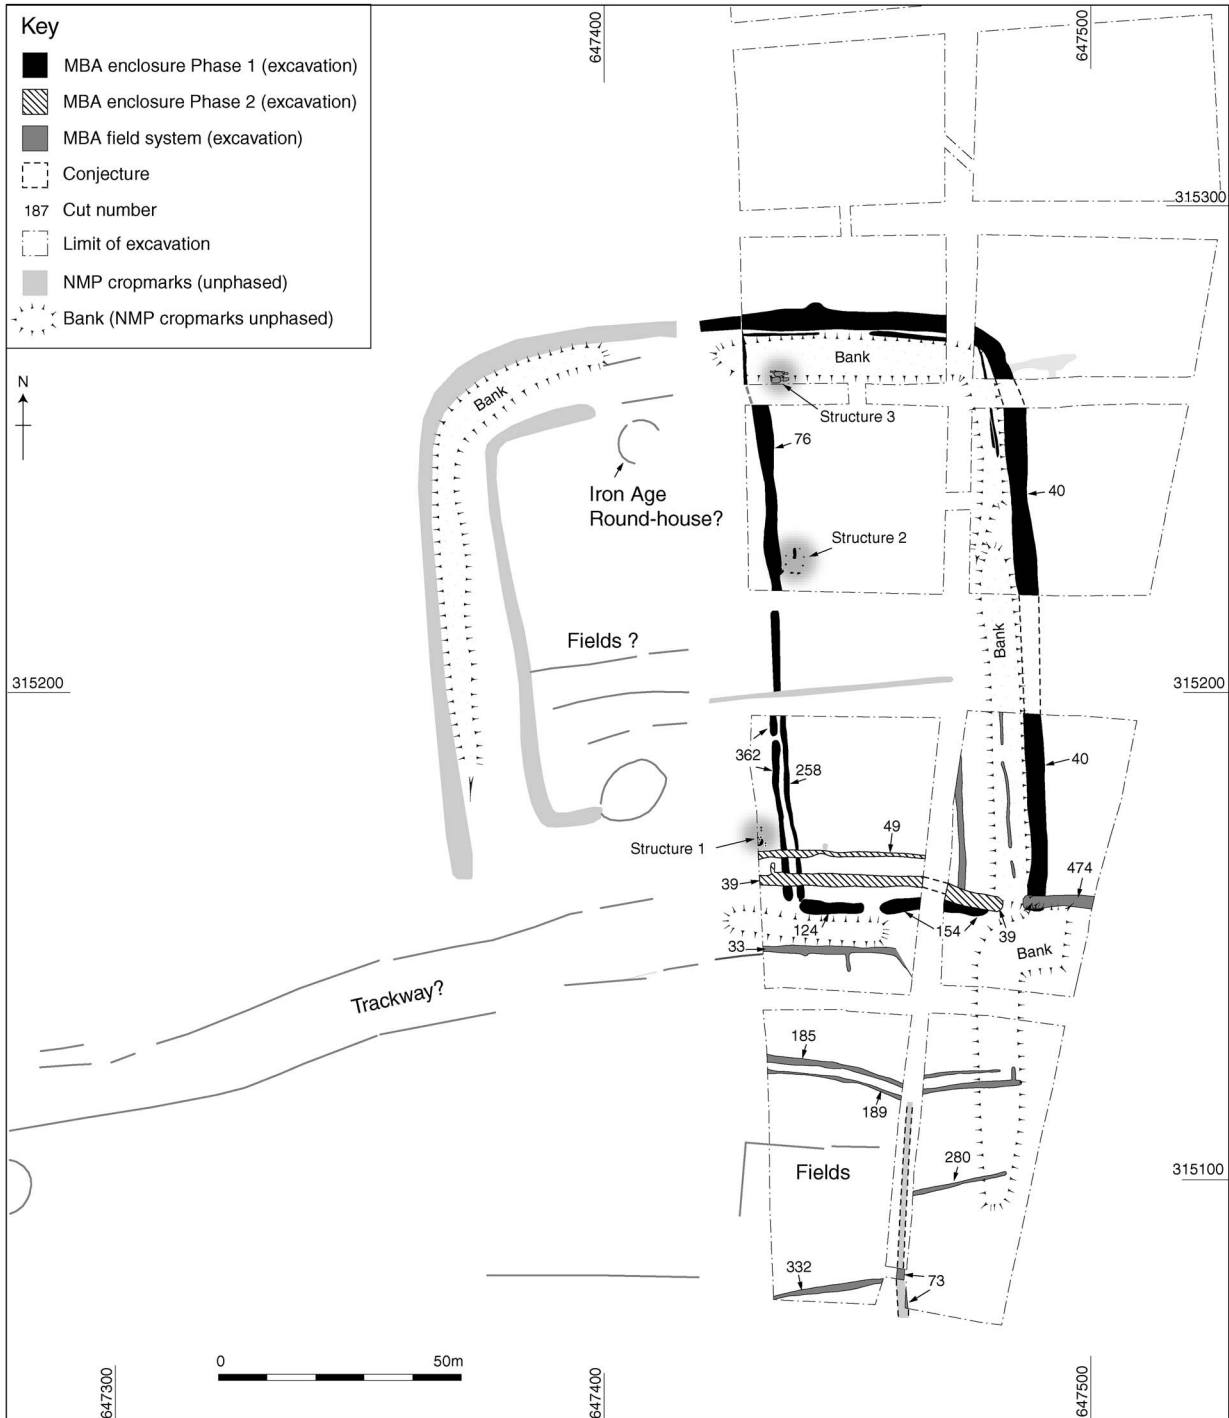 Key
MBA enclosure Phase 1 (excavation)
MBA enclosure Phase 2 (excavation)
MBA field system (excavation)
Conjecture
187 Cut number
Limit of excavation
NMP cropmarks (unphased)
Bank (NMP cropmarks unphased)
647400
647500
315300
N
Bank
Bank
Structure 3
76
40
Iron Age
Round-house?
Structure 2
Bank
Fields ?
315200
315200
362
258
40
Structure 1
49
39
474
124
154
39
33
Bank
Trackway?
185
189
280
315100
Fields
332
73
0
50m
647300
647400
647500